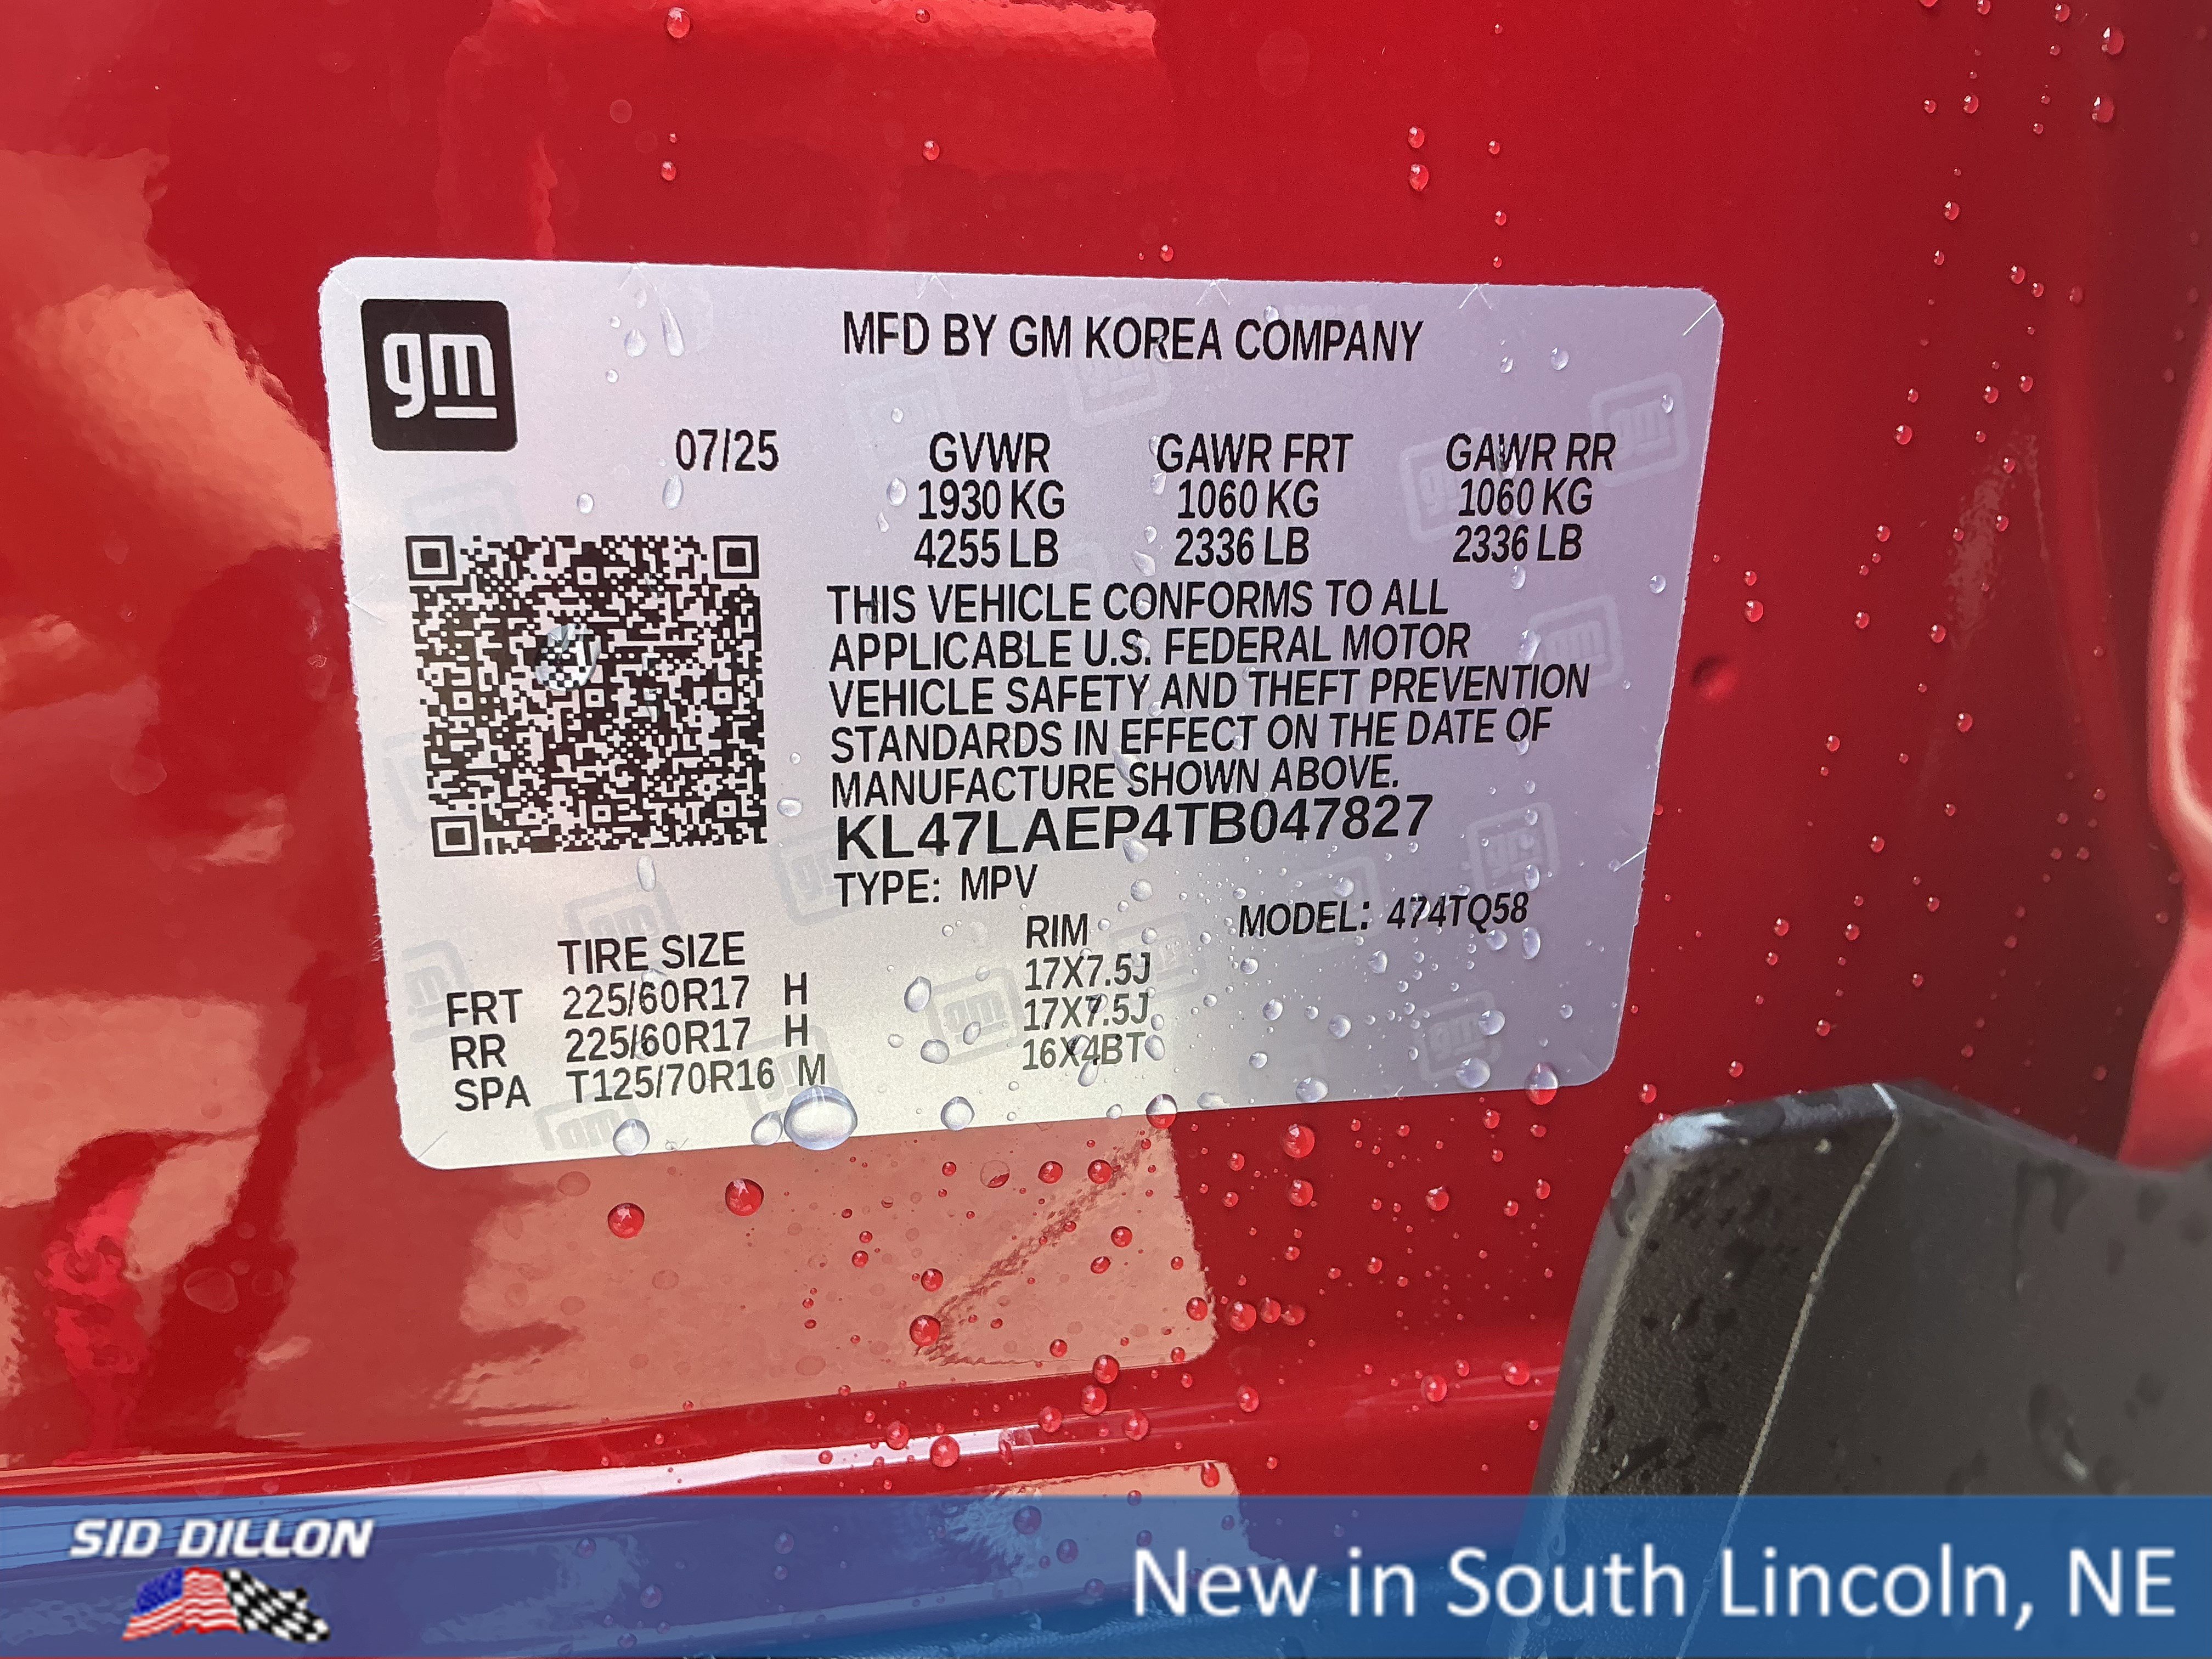 gm
MFD BY GM KOREA COMPANY
07/25 GVWR GAWR FRT GAWR RR
1930 KG 1060 KG 1060 KG
4255 LB 2336 LB 2336 LB
THIS VEHICLE CONFORMS TO ALL
APPLICABLE U.S. FEDERAL MOTOR
VEHICLE SAFETY AND THEFT PREVENTION
STANDARDS IN EFFECT ON THE DATE OF
MANUFACTURE SHOWN ABOVE.
KL47LAEP4TB047827
TYPE: MPV
MODEL: 474TQ58
TIRE SIZE RIM
FRT 225/60R17 H 17X7.5J
RR 225/60R17 H 17X7.5J
SPA T125/70R16 M 16X4BT
SID DILLON
New in South Lincoln, NE